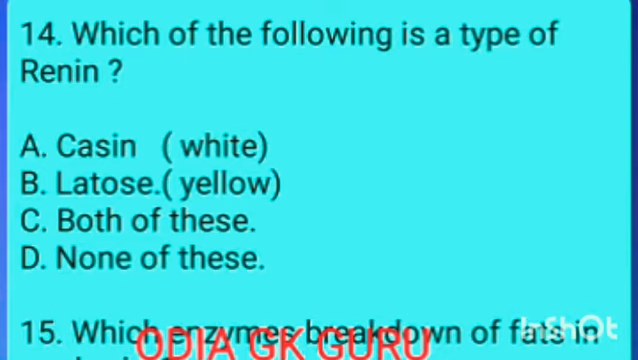 14. Which of the following is a type of
Renin ?
A. Casin ( white)
B. Latose.( yellow)
C. Both of these.
D. None of these.
15. Which enzymes breakdown of fats in
ODIA GK GURU
InShOt